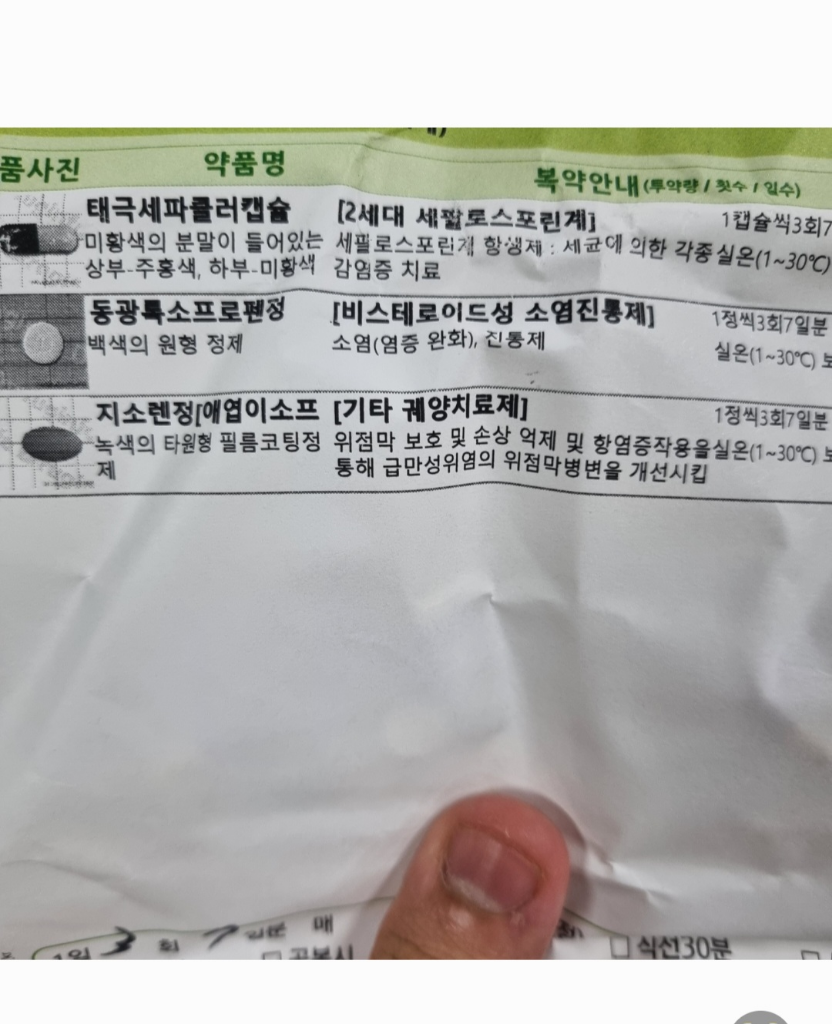 품사진 약품명 복약안내(투약량 / 횟수 / 일수)
태극세파클러캡슐 [2세대 세팔로스포린계] 1캡슐씩3회7
미황색의 분말이 들어있는 세필로스포린계 항생제 : 세균에 의한 각종 실온(1~30℃)
상부-주홍색, 하부-미황색 감염증 치료
동광록소프로펜정 [비스테로이드성 소염진통제] 1정씩3회7일분
백색의 원형 정제 소염(염증 완화), 진통제 실온(1~30℃) 보
지소렌정[애엽이소프 [기타 궤양치료제] 1정씩3회7일분
녹색의 타원형 필름코팅정 위점막 보호 및 손상 억제 및 항염증작용을 실온(1~30℃) 보
제 통해 급만성위염의 위점막병변을 개선시킵
1일 3 회 7 일분 매
식전30분